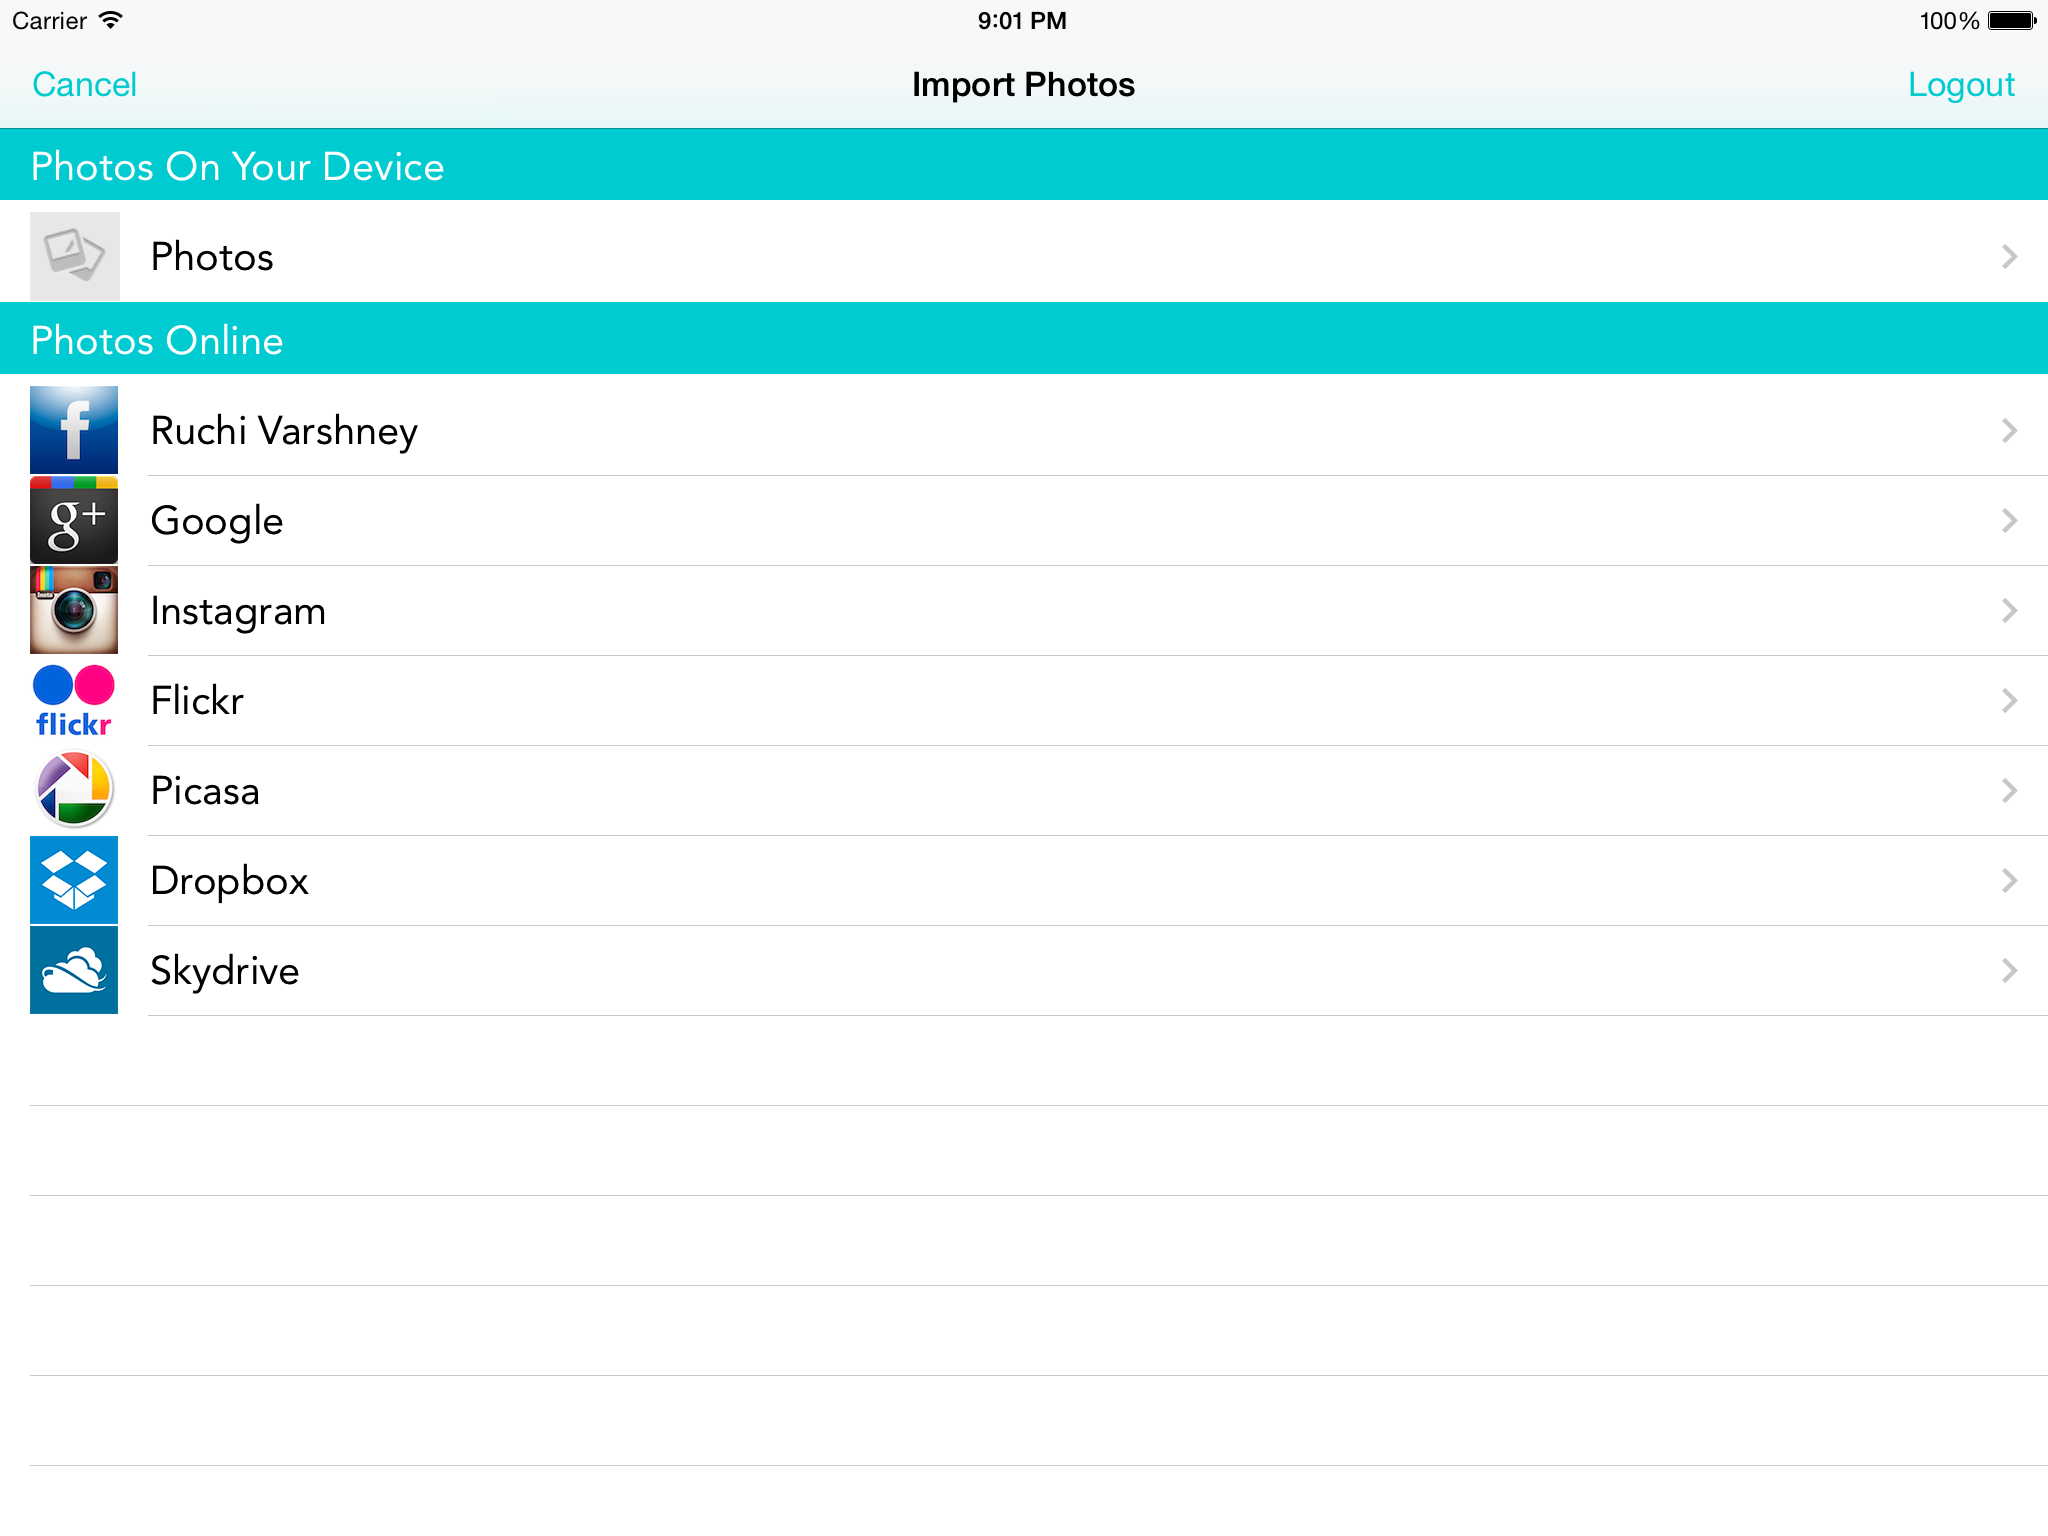 Carrier 9:01 PM 100%
Cancel Import Photos Logout
Photos On Your Device
Photos
Photos Online
f Ruchi Varshney
g+ Google
Insta
Instagram
Flickr
flickr
Picasa
Dropbox
Skydrive